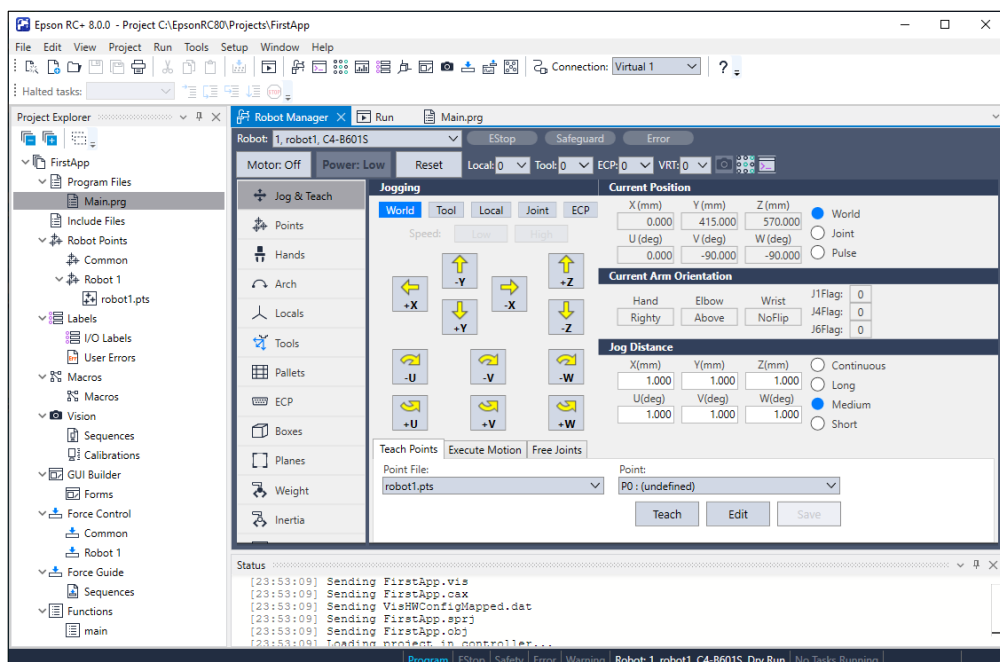 Epson RC+ 8.0.0 - Project C:\EpsonRC80\Projects\FirstApp
File Edit View Project Run Tools Setup Window Help
Connection: Virtual 1 ?
Halted tasks: STOP
Project Explorer
FirstApp
Program Files
Main.prg
Include Files
Robot Points
Common
Robot 1
robot1.pts
Labels
I/O Labels
User Errors
Macros
Macros
Vision
Sequences
Calibrations
GUI Builder
Forms
Force Control
Common
Robot 1
Force Guide
Sequences
Functions
main
Robot Manager Run Main.prg
Robot: 1, robot1, C4-B601S EStop Safeguard Error
Motor: Off Power: Low Reset Local: 0 Tool: 0 ECP: 0 VRT: 0
Jog & Teach
Points
Hands
Arch
Locals
Tools
Pallets
ECP
Boxes
Planes
Weight
Inertia
Jogging
World Tool Local Joint ECP
Speed: Low High
+X -Y -X +Z
+Y -Z
-U -V -W
+U +V +W
Current Position
X (mm) Y (mm) Z (mm)
0.000 415.000 570.000
U (deg) V (deg) W (deg)
0.000 -90.000 -90.000
World
Joint
Pulse
Current Arm Orientation
Hand Elbow Wrist
Righty Above NoFlip
J1Flag: 0
J4Flag: 0
J6Flag: 0
Jog Distance
X(mm) Y(mm) Z(mm)
1.000 1.000 1.000
U(deg) V(deg) W(deg)
1.000 1.000 1.000
Continuous
Long
Medium
Short
Teach Points Execute Motion Free Joints
Point File: Point:
robot1.pts P0 : (undefined)
Teach Edit Save
Status
[23:53:09] Sending FirstApp.vis
[23:53:09] Sending FirstApp.cax
[23:53:09] Sending VisHWConfigMapped.dat
[23:53:09] Sending FirstApp.sprj
[23:53:09] Sending FirstApp.obj
[23:53:09] Loading project in controller...
Program EStop Safety Error Warning Robot: 1, robot1, C4-B601S, Dry Run No Tasks Running